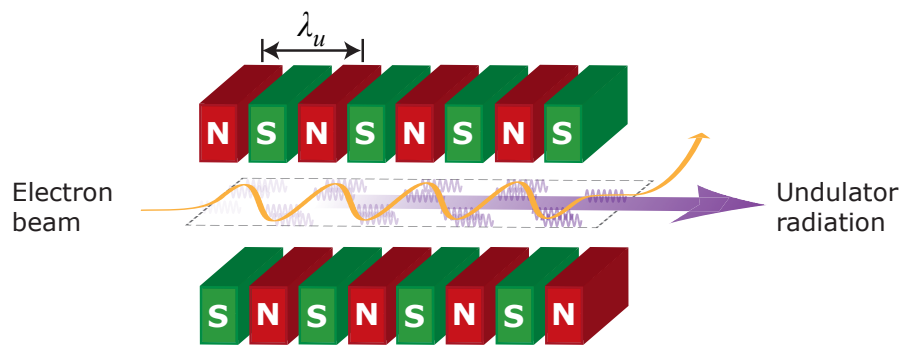 λu
N S N S N S N S
Electron
beam
Undulator
radiation
S N S N S N S N